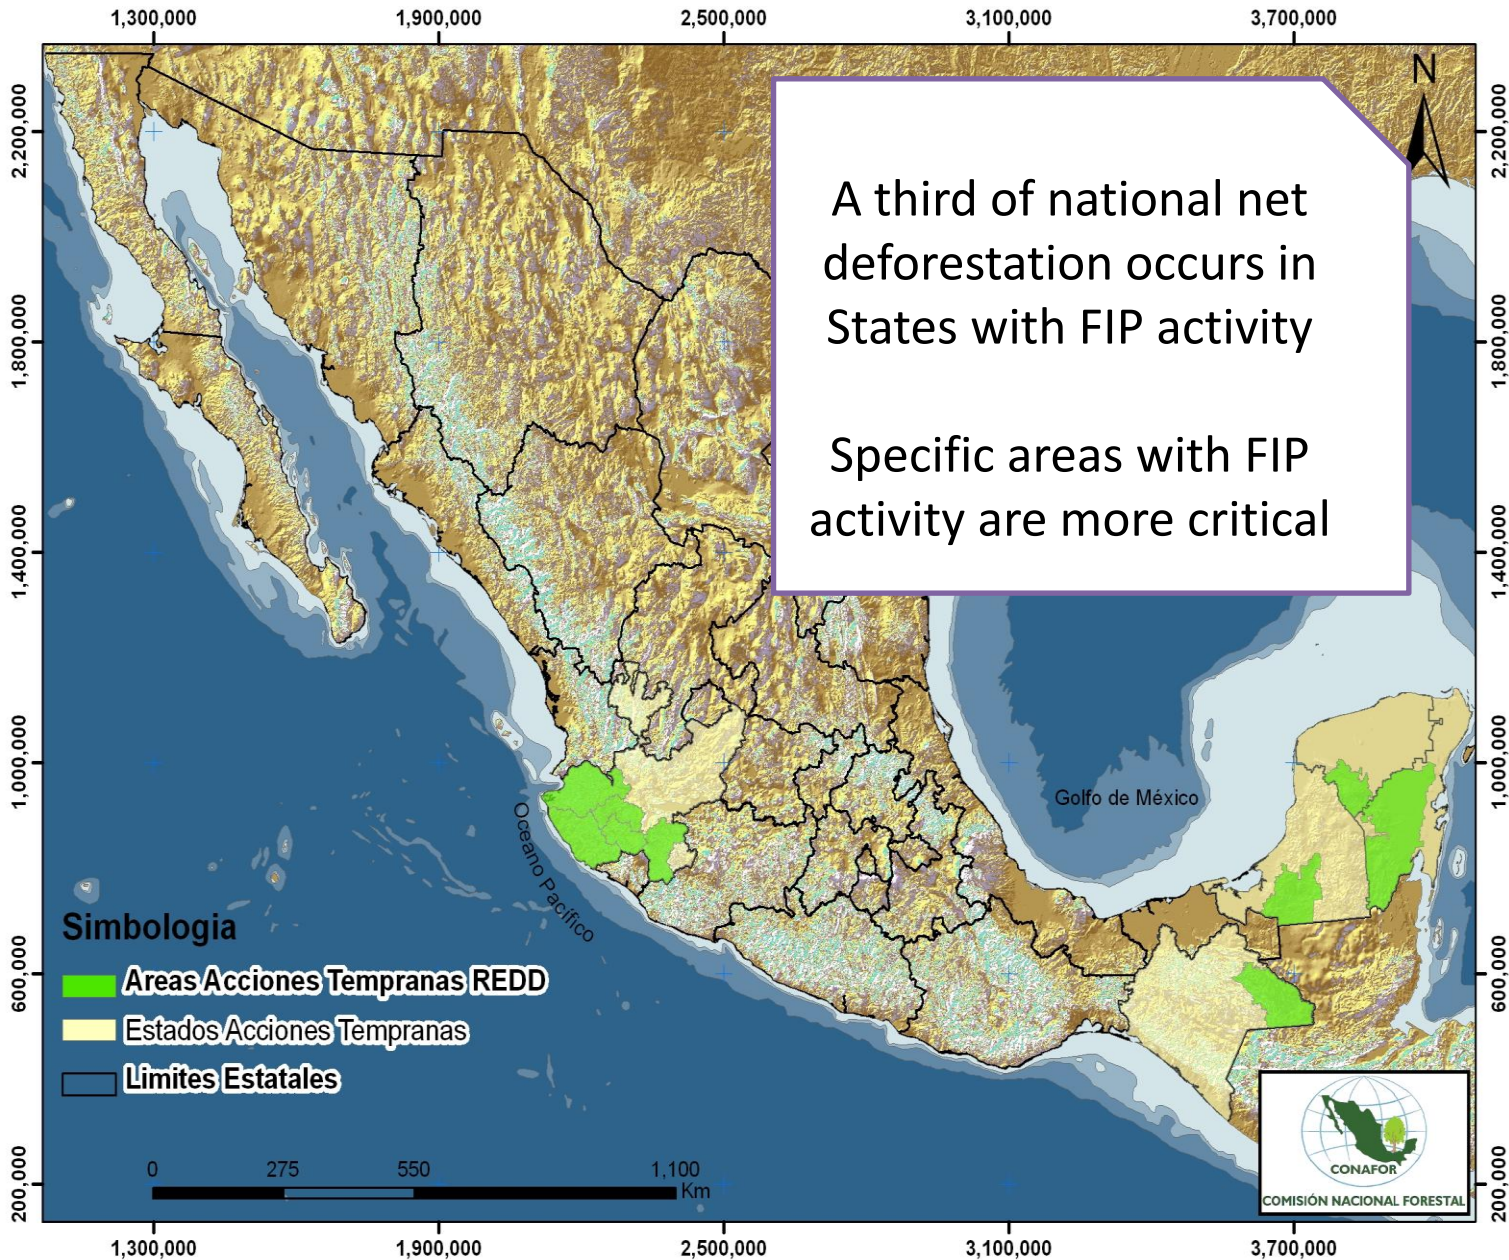 1,300,000
1,900,000
2,500,000
3,100,000
3,700,000
N
2,200,000
2,200,000
1,800,000
1,800,000
1,400,000
1,400,000
1,000,000
1,000,000
600,000
600,000
200,000
200,000
A third of national net
deforestation occurs in
States with FIP activity
Specific areas with FIP
activity are more critical
Golfo de México
Oceano Pacífico
Simbologia
Areas Acciones Tempranas REDD
Estados Acciones Tempranas
Limites Estatales
0
275
550
1,100
Km
CONAFOR
COMISIÓN NACIONAL FORESTAL
1,300,000
1,900,000
2,500,000
3,100,000
3,700,000